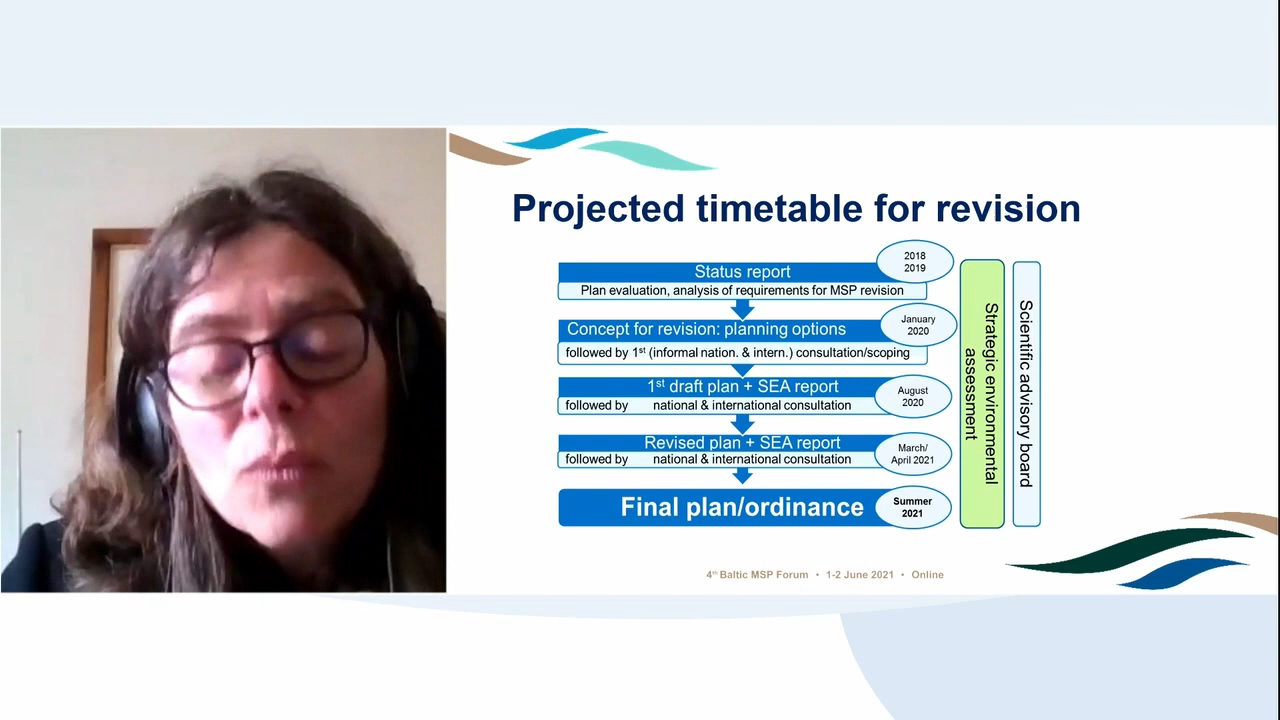 Projected timetable for revision
Status report
2018
2019
Plan evaluation, analysis of requirements for MSP revision
Concept for revision: planning options
January
2020
followed by 1st (informal nation. & intern.) consultation/scoping
1st draft plan + SEA report
August
2020
followed by national & international consultation
Revised plan + SEA report
March/
April 2021
followed by national & international consultation
Final plan/ordinance
Summer
2021
Strategic environmental
assessment
Scientific advisory board
4th Baltic MSP Forum • 1-2 June 2021 • Online